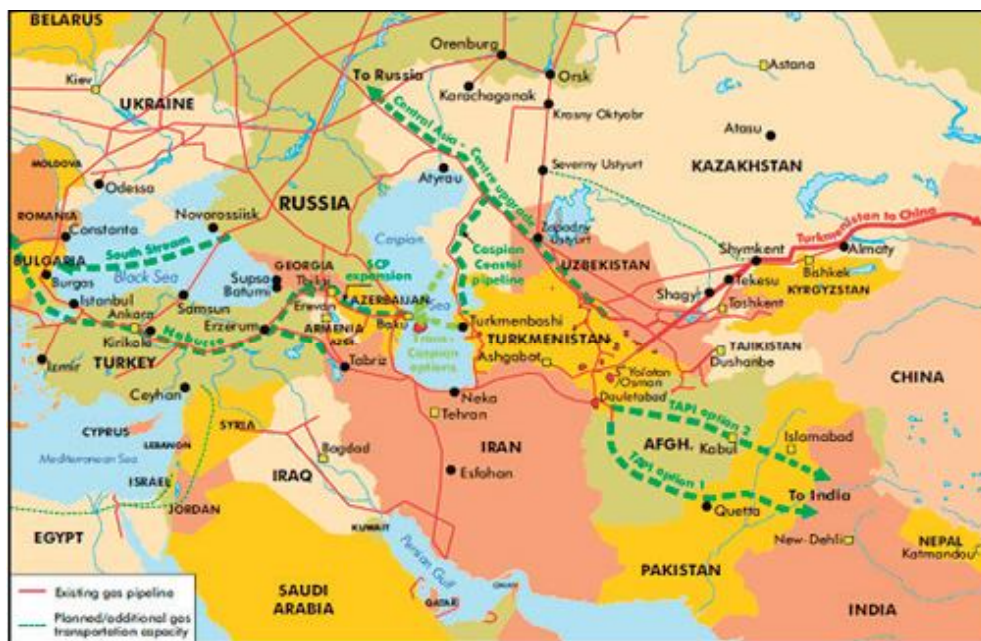 BELARUS
Kiev
UKRAINE
MOLDOVA
Odessa
ROMANIA
Constanta
BULGARIA
Burgas
South Stream
Black Sea
Novorossiisk
RUSSIA
To Russia
Orenburg
Orsk
Karachaganak
Krasny Oktyabr
Central Asia - Centre upgrade
Severny Ustyurt
Astana
Atasu
KAZAKHSTAN
Atyrau
Caspian
Sea
Caspian
Coastal
pipeline
Zapadny
Ustyurt
UZBEKISTAN
Shymkent
Turkmenistan to China
Almaty
Bishkek
KYRGYZSTAN
Tekesu
Shagyl
Tashkent
TAJIKISTAN
Dushanbe
CHINA
Istanbul
Ankara
Kirikale
Samsun
Supsa
Batumi
GEORGIA
Tbilisi
SCP
expansion
Erevan
ARMENIA
AZER.
AZERBAIJAN
Baku
Trans-
Caspian
options
Turkmenbashi
TURKMENISTAN
Ashgabat
S. Yolotan
/Osman
Dauletabad
Izmir
Nabucco
TURKEY
Erzerum
Ceyhan
Tabriz
Neka
Tehran
IRAN
Esfahan
CYPRUS
Mediterranean Sea
LEBANON
SYRIA
ISRAEL
JORDAN
Bagdad
IRAQ
KUWAIT
Persian Gulf
QATAR
EGYPT
SAUDI
ARABIA
AFGH.
TAPI option 2
Kabul
TAPI option 1
Islamabad
To India
Quetta
PAKISTAN
New-Dehli
NEPAL
Katmandou
INDIA
Existing gas pipeline
Planned/additional gas
transportation capacity